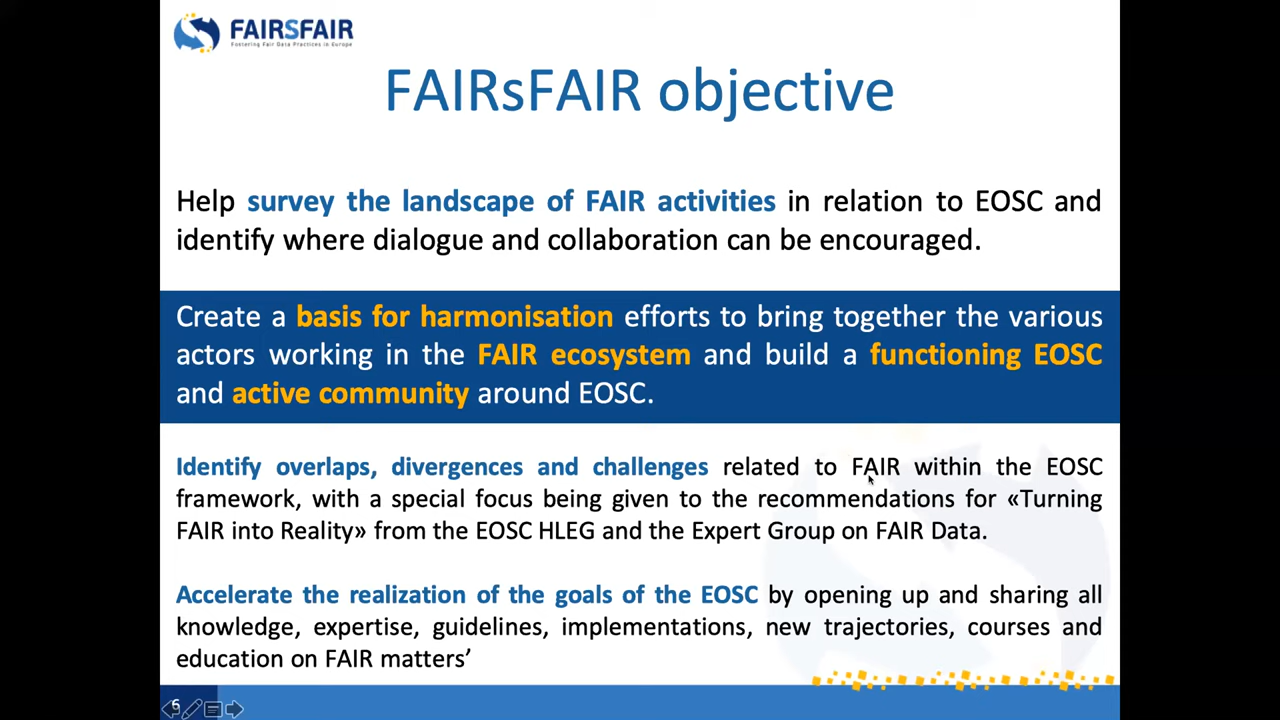 FAIRSFAIR
Fostering Fair Data Practices in Europe
FAIRsFAIR objective
Help survey the landscape of FAIR activities in relation to EOSC and
identify where dialogue and collaboration can be encouraged.
Create a basis for harmonisation efforts to bring together the various
actors working in the FAIR ecosystem and build a functioning EOSC
and active community around EOSC.
Identify overlaps, divergences and challenges related to FAIR within the EOSC
framework, with a special focus being given to the recommendations for «Turning
FAIR into Reality» from the EOSC HLEG and the Expert Group on FAIR Data.
Accelerate the realization of the goals of the EOSC by opening up and sharing all
knowledge, expertise, guidelines, implementations, new trajectories, courses and
education on FAIR matters’
6